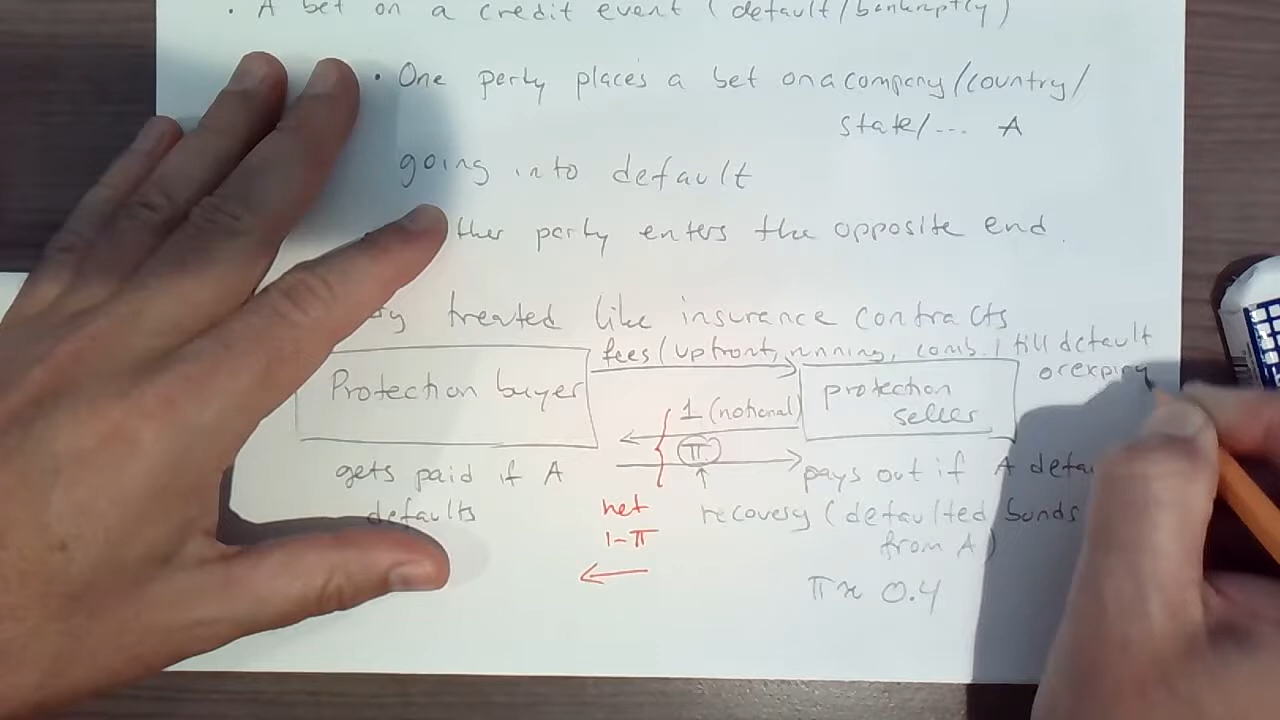 • A bet on a credit event (default/bankruptcy)
• One party places a bet on a company/country/
state/... A
going into default
ther party enters the opposite end.
treated like insurance contracts
fees (upfront, running, comb.) till default
or expiry
Protection buyer
protection
seller
1 (notional)
π
gets paid if A
defaults
pays out if A defa
net
1-π
recovery (defaulted bonds
from A)
π ≈ 0.4